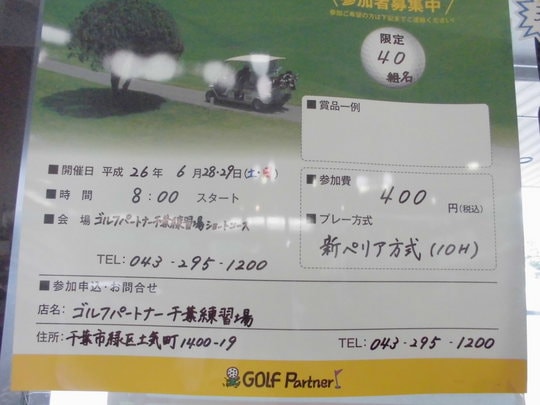 参加者募集中
限定
40
組名
■賞品一例
■開催日 平成 26年 6月28・29日(土・日)
■時間 8:00 スタート
■会場 ゴルフパートナー千葉練習場ショートコース
TEL: 043-295-1200
■参加費
400
円(税込)
■プレー方式
新ペリア方式 (10H)
■参加申込・お問合せ
店名: ゴルフパートナー千葉練習場
住所: 千葉市緑区土気町1400-19 TEL: 043-295-1200
GOLF Partner